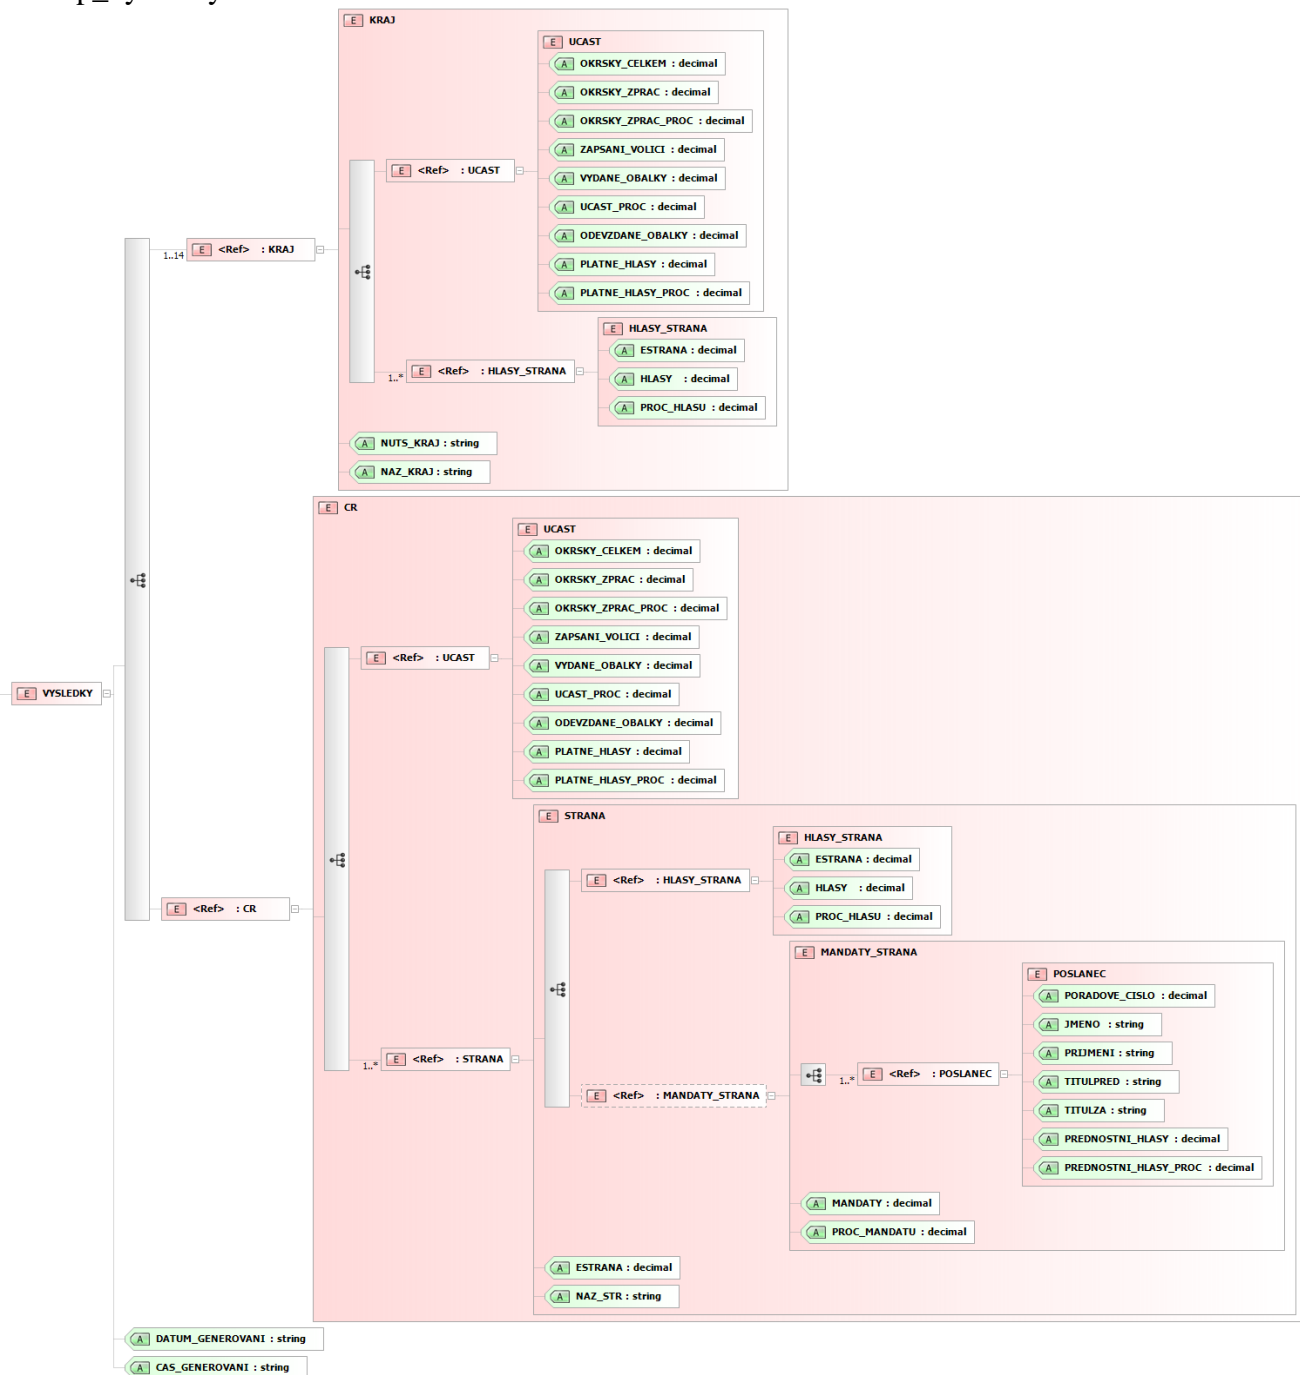 E KRAJ
E UCAST
A OKRSKY_CELKEM : decimal
A OKRSKY_ZPRAC : decimal
A OKRSKY_ZPRAC_PROC : decimal
A ZAPSANI_VOLICI : decimal
E <Ref> : UCAST
A VYDANE_OBALKY : decimal
A UCAST_PROC : decimal
A ODEVZDANE_OBALKY : decimal
1..14 E <Ref> : KRAJ
A PLATNE_HLASY : decimal
A PLATNE_HLASY_PROC : decimal
E HLASY_STRANA
A ESTRANA : decimal
1..* E <Ref> : HLASY_STRANA
A HLASY : decimal
A PROC_HLASU : decimal
A NUTS_KRAJ : string
A NAZ_KRAJ : string
E CR
E UCAST
A OKRSKY_CELKEM : decimal
A OKRSKY_ZPRAC : decimal
A OKRSKY_ZPRAC_PROC : decimal
A ZAPSANI_VOLICI : decimal
E <Ref> : UCAST
A VYDANE_OBALKY : decimal
E VYSLEDKY
A UCAST_PROC : decimal
A ODEVZDANE_OBALKY : decimal
A PLATNE_HLASY : decimal
A PLATNE_HLASY_PROC : decimal
E STRANA
E HLASY_STRANA
A ESTRANA : decimal
E <Ref> : HLASY_STRANA
A HLASY : decimal
E <Ref> : CR
A PROC_HLASU : decimal
E MANDATY_STRANA
E POSLANEC
A PORADOVE_CISLO : decimal
A JMENO : string
A PRIJMENI : string
1..* E <Ref> : STRANA
1..* E <Ref> : POSLANEC
A TITULPRED : string
E <Ref> : MANDATY_STRANA
A TITULZA : string
A PREDNOSTNI_HLASY : decimal
A PREDNOSTNI_HLASY_PROC : decimal
A MANDATY : decimal
A PROC_MANDATU : decimal
A ESTRANA : decimal
A NAZ_STR : string
A DATUM_GENEROVANI : string
A CAS_GENEROVANI : string